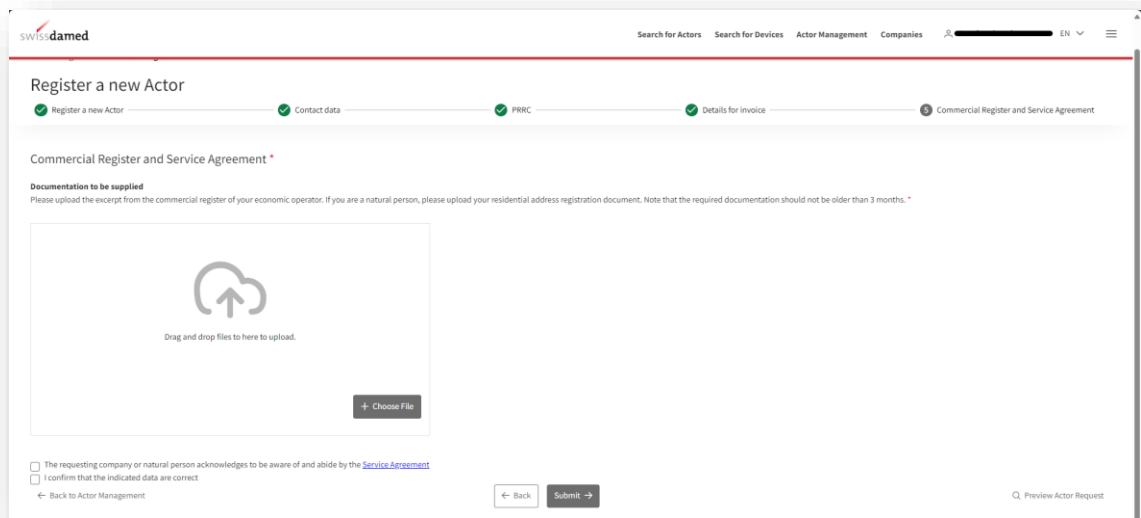 swissdamed
Search for Actors Search for Devices Actor Management Companies EN
Register a new Actor
Register a new Actor Contact data PRRC Details for invoice 5 Commercial Register and Service Agreement
Commercial Register and Service Agreement *
Documentation to be supplied
Please upload the excerpt from the commercial register of your economic operator. If you are a natural person, please upload your residential address registration document. Note that the required documentation should not be older than 3 months. *
Drag and drop files to here to upload.
+ Choose File
The requesting company or natural person acknowledges to be aware of and abide by the Service Agreement
I confirm that the indicated data are correct
← Back to Actor Management ← Back Submit → Preview Actor Request